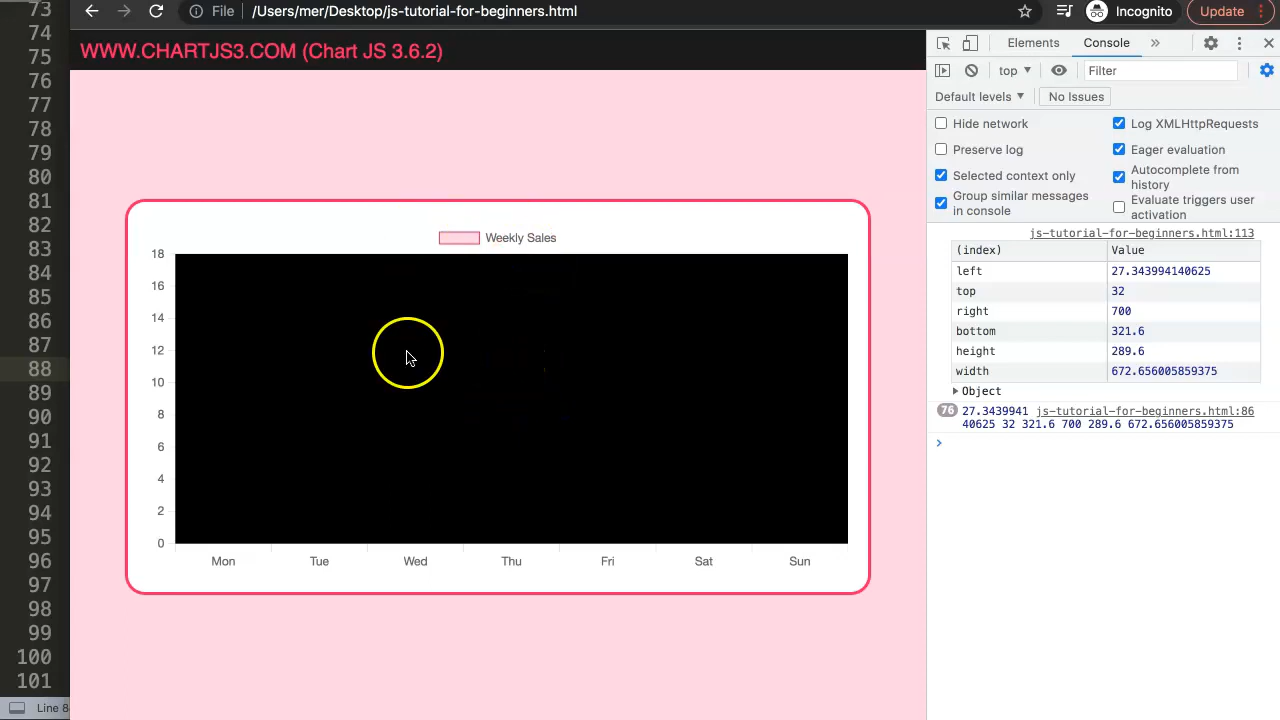 73
74
75
76
77
78
79
80
81
82
83
84
85
86
87
88
89
90
91
92
93
94
95
96
97
98
99
100
101
Line 8
File /Users/mer/Desktop/js-tutorial-for-beginners.html
Incognito
Update
WWW.CHARTJS3.COM (Chart JS 3.6.2)
Weekly Sales
18
16
14
12
10
8
6
4
2
0
Mon Tue Wed Thu Fri Sat Sun
Elements Console »
top ▼ Filter
Default levels ▼ No Issues
Hide network Log XMLHttpRequests
Preserve log Eager evaluation
Selected context only Autocomplete from
history
Group similar messages
in console
Evaluate triggers user
activation
js-tutorial-for-beginners.html:113
(index) Value
left 27.343994140625
top 32
right 700
bottom 321.6
height 289.6
width 672.656005859375
Object
76 27.3439941 js-tutorial-for-beginners.html:86
40625 32 321.6 700 289.6 672.656005859375